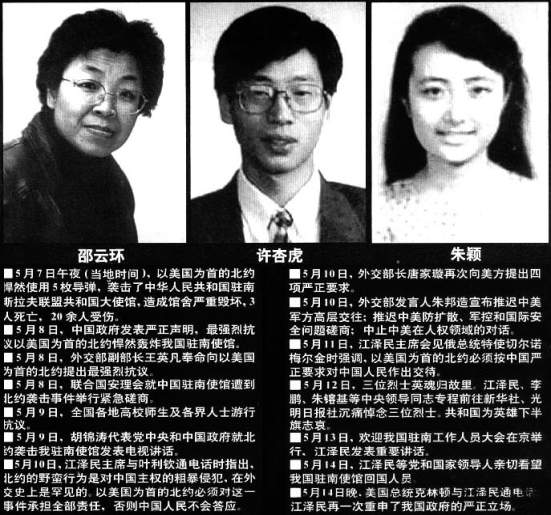 邵云环
许杏虎
朱颖
■5月7日午夜(当地时间)，以美国为首的北约
悍然使用5枚导弹，袭击了中华人民共和国驻南
斯拉夫联盟共和国大使馆，造成馆舍严重毁坏，3
人死亡，20余人受伤。
■5月8日，中国政府发表严正声明，最强烈抗
议以美国为首的北约悍然轰炸我国驻南使馆。
■5月8日，外交部副部长王英凡奉命向以美国
为首的北约提出最强烈抗议。
■5月8日，联合国安理会就中国驻南使馆遭到
北约袭击事件举行紧急磋商。
■5月9日，全国各地高校师生及各界人士游行
抗议。
■5月9日，胡锦涛代表党中央和中国政府就北
约袭击我驻南使馆发表电视讲话。
■5月10日，江泽民主席与叶利钦通电话时指出，
北约的野蛮行为是对中国主权的粗暴侵犯，在外
交史上是罕见的。以美国为首的北约必须对这一
事件承担全部责任，否则中国人民不会答应。
■5月10日，外交部长唐家璇再次向美方提出四
项严正要求。
■5月10日，外交部发言人朱邦造宣布推迟中美
军方高层交往；推迟中美防扩散、军控和国际安
全问题磋商；中止中美在人权领域的对话。
■5月11日，江泽民主席会见俄总统特使切尔诺
梅尔金时强调，以美国为首的北约必须按中国严
正要求对中国人民作出交待。
■5月12日，三位烈士英魂归故里。江泽民、李
鹏、朱镕基等中央领导同志专程前往新华社、光
明日报社沉痛悼念三位烈士。共和国为英雄下半
旗志哀。
■5月13日，欢迎我国驻南工作人员大会在京举
行，江泽民发表重要讲话。
■5月14日，江泽民等党和国家领导人亲切看望
我国驻南使馆回国人员。
■5月14日晚，美国总统克林顿与江泽民通电话，
江泽民再一次重申了我国政府的严正立场。